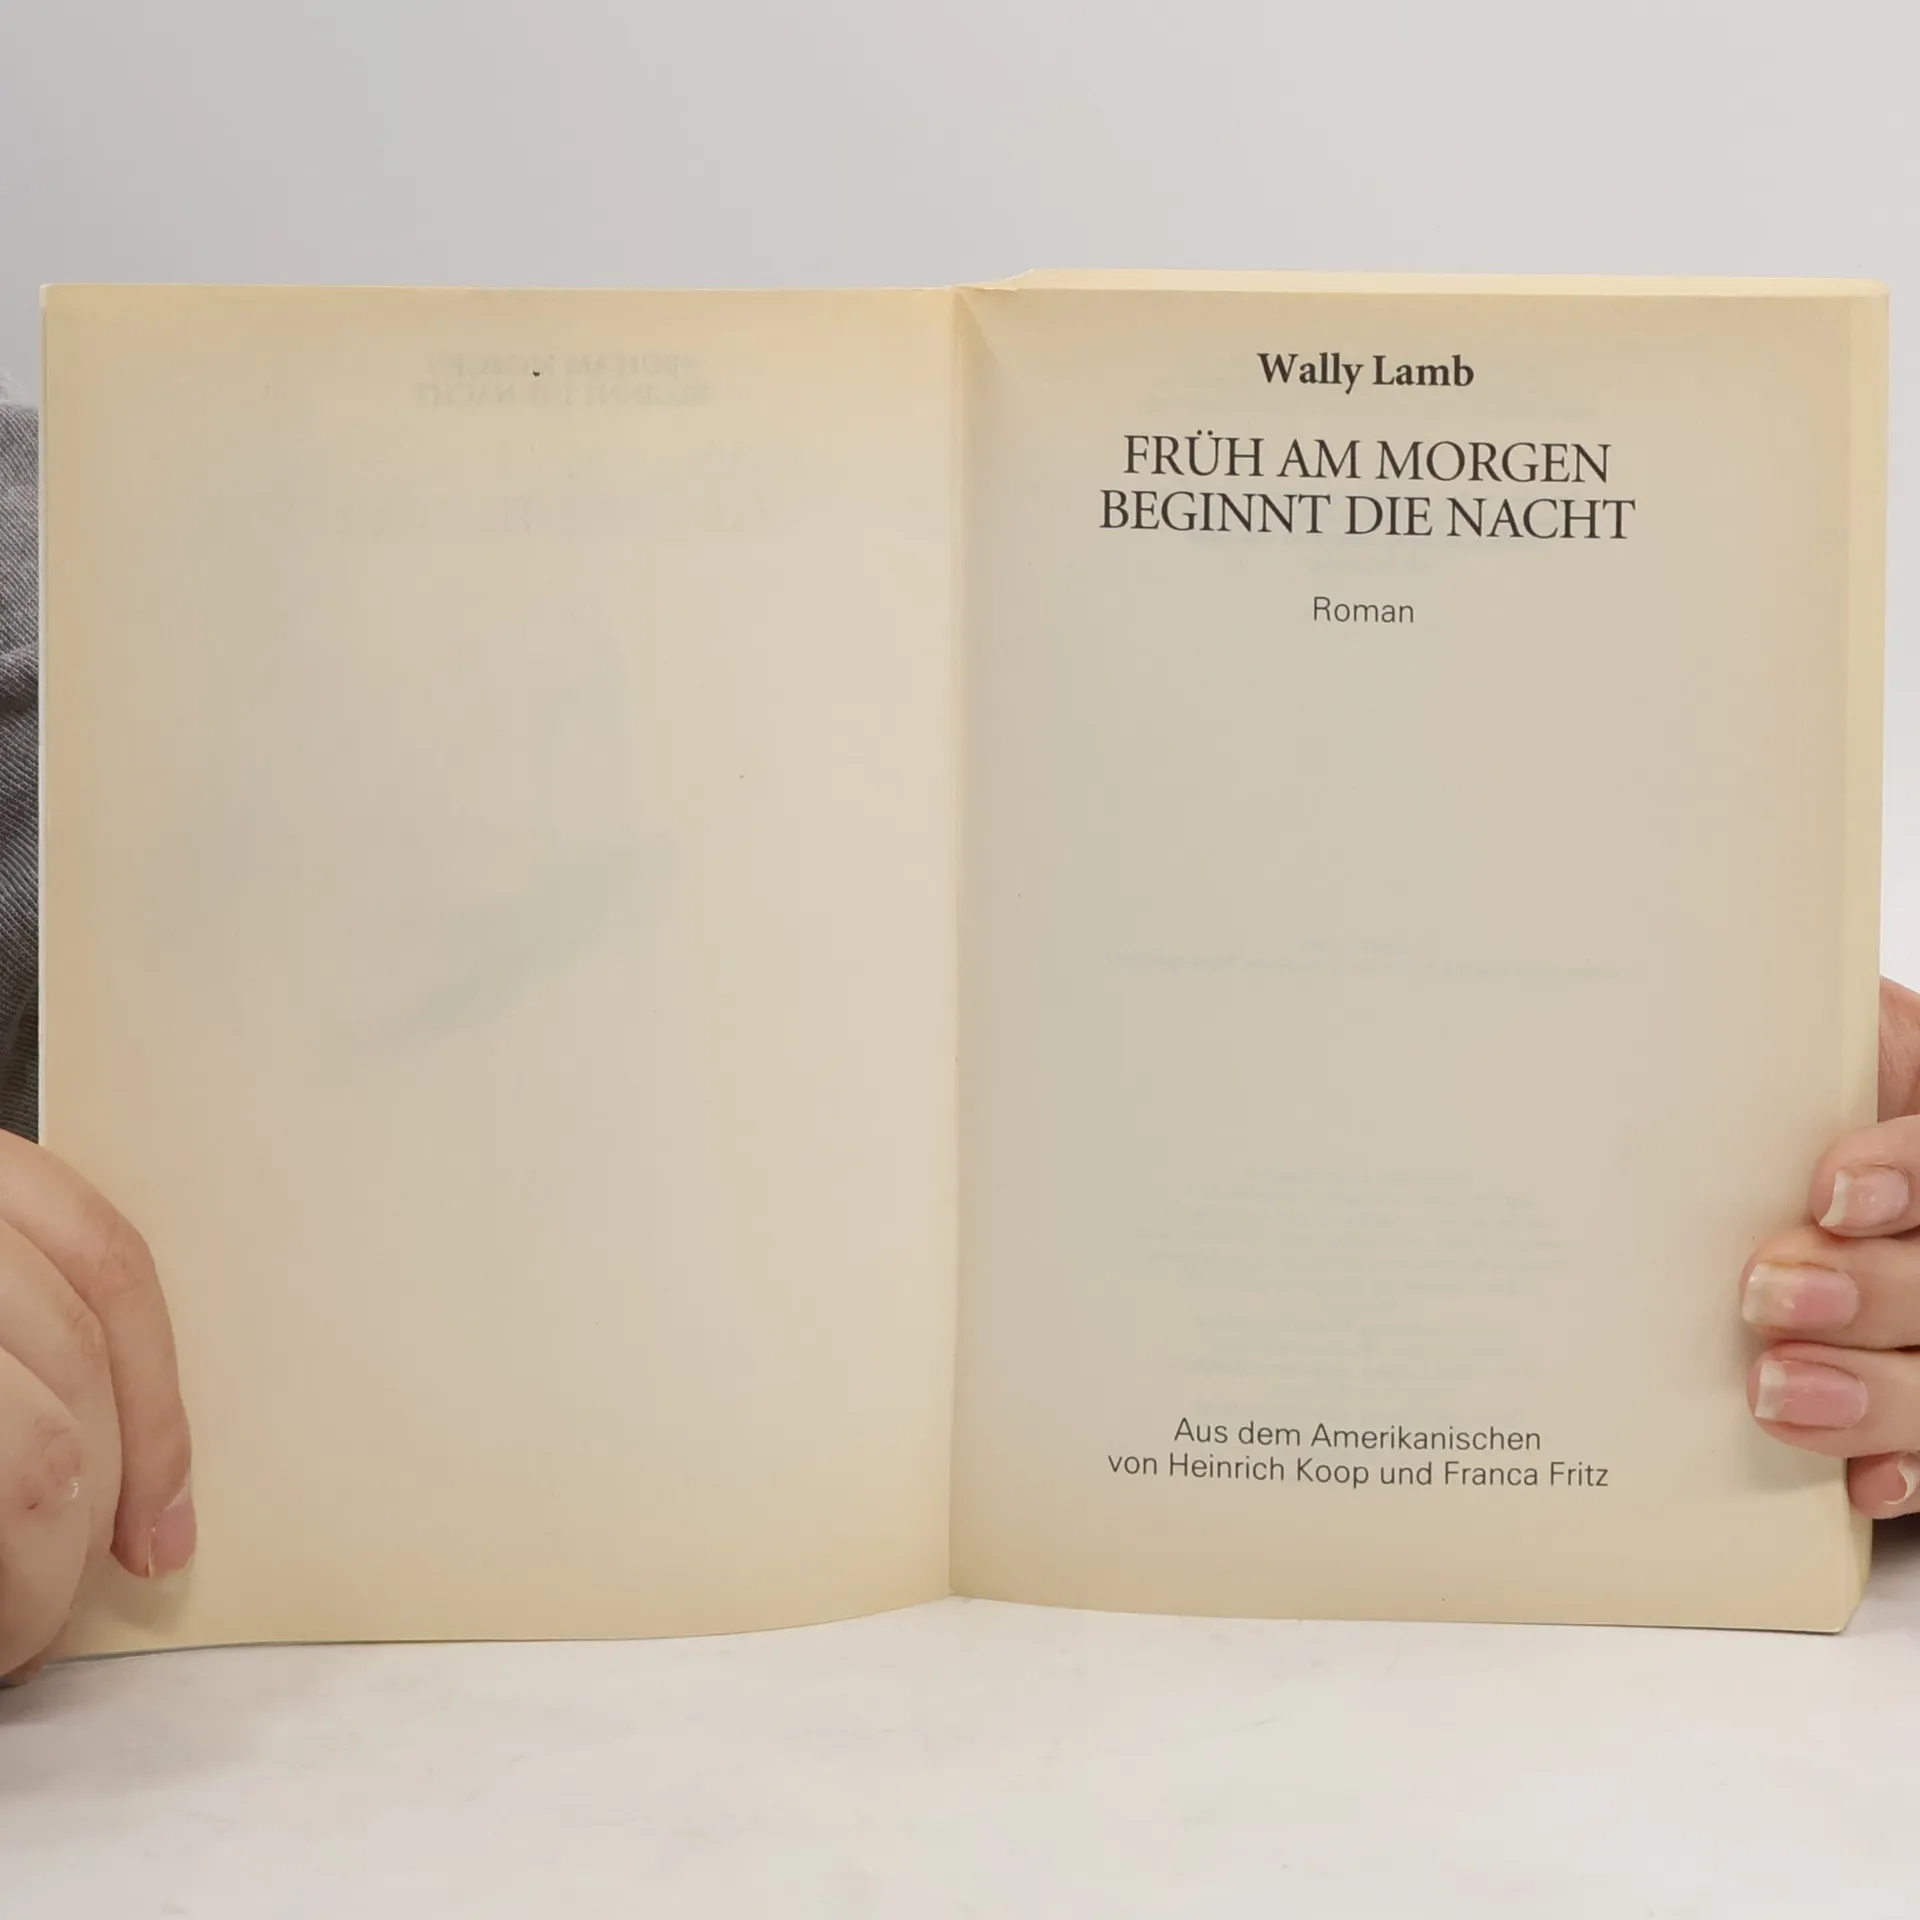 Wally Lamb
FRÜH AM MORGEN
BEGINNT DIE NACHT
Roman
Aus dem Amerikanischen
von Heinrich Koop und Franca Fritz